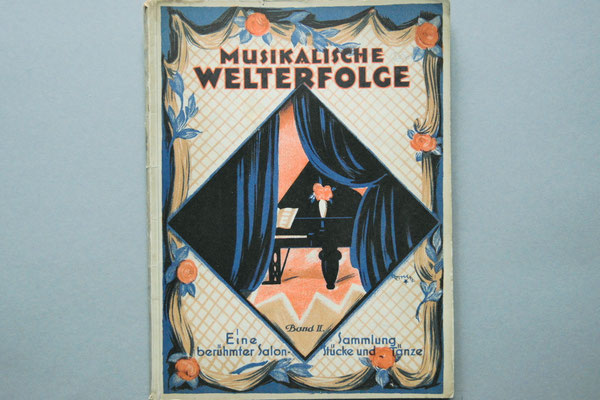 MUSIKALISCHE
WELTERFOLGE
Band II.
Eine Sammlung
berühmter Salon- Stücke und Tänze